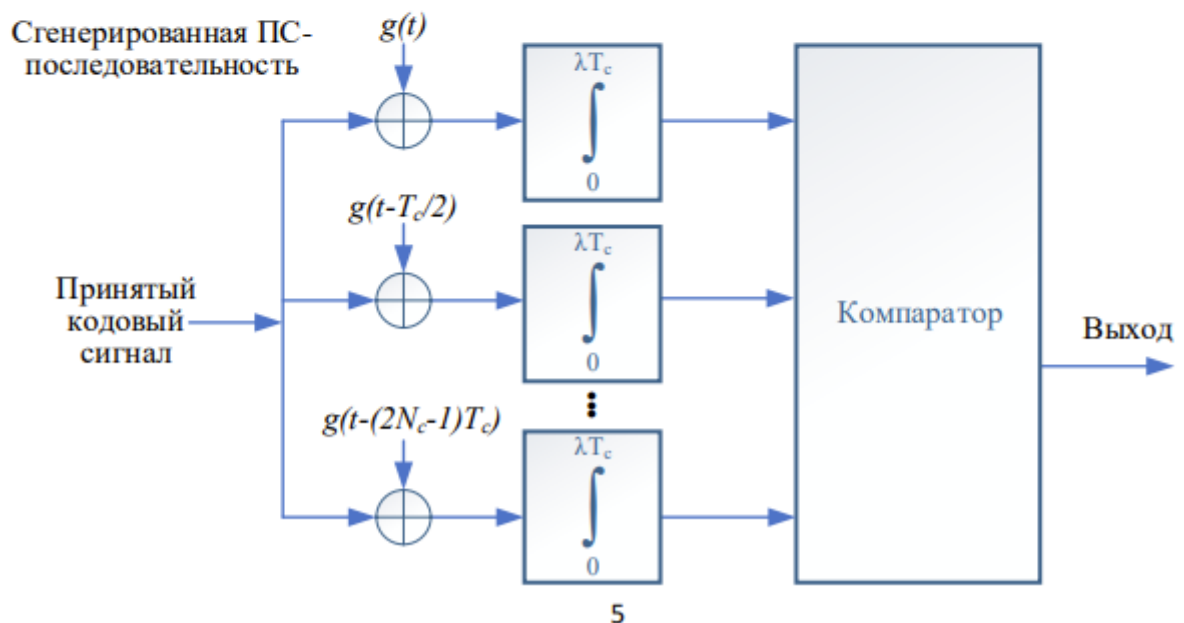 Сгенерированная ПС-
последовательность
g(t)
λTc
∫
0
g(t-Tc/2)
λTc
∫
0
Принятый
кодовый
сигнал
Компаратор
Выход
g(t-(2Nc-1)Tc)
λTc
∫
0
5